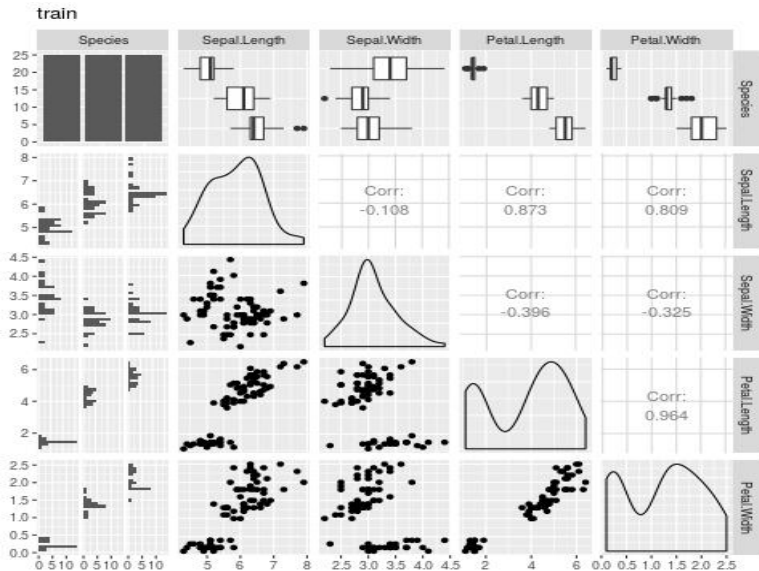 train
Species Sepal.Length Sepal.Width Petal.Length Petal.Width
25
20
15
10
5
0
Species
8
7
6
5
Corr:
-0.108
Corr:
0.873
Corr:
0.809
Sepal.Length
4.5
4.0
3.5
3.0
2.5
Corr:
-0.396
Corr:
-0.325
Sepal.Width
6
4
2
Corr:
0.964
Petal.Length
2.5
2.0
1.5
1.0
0.5
0.0
Petal.Width
0 5 10 0 5 10 0 5 10 5 6 7 8 2.5 3.0 3.5 4.0 4.5 2 4 6 0.0 0.5 1.0 1.5 2.0 2.5